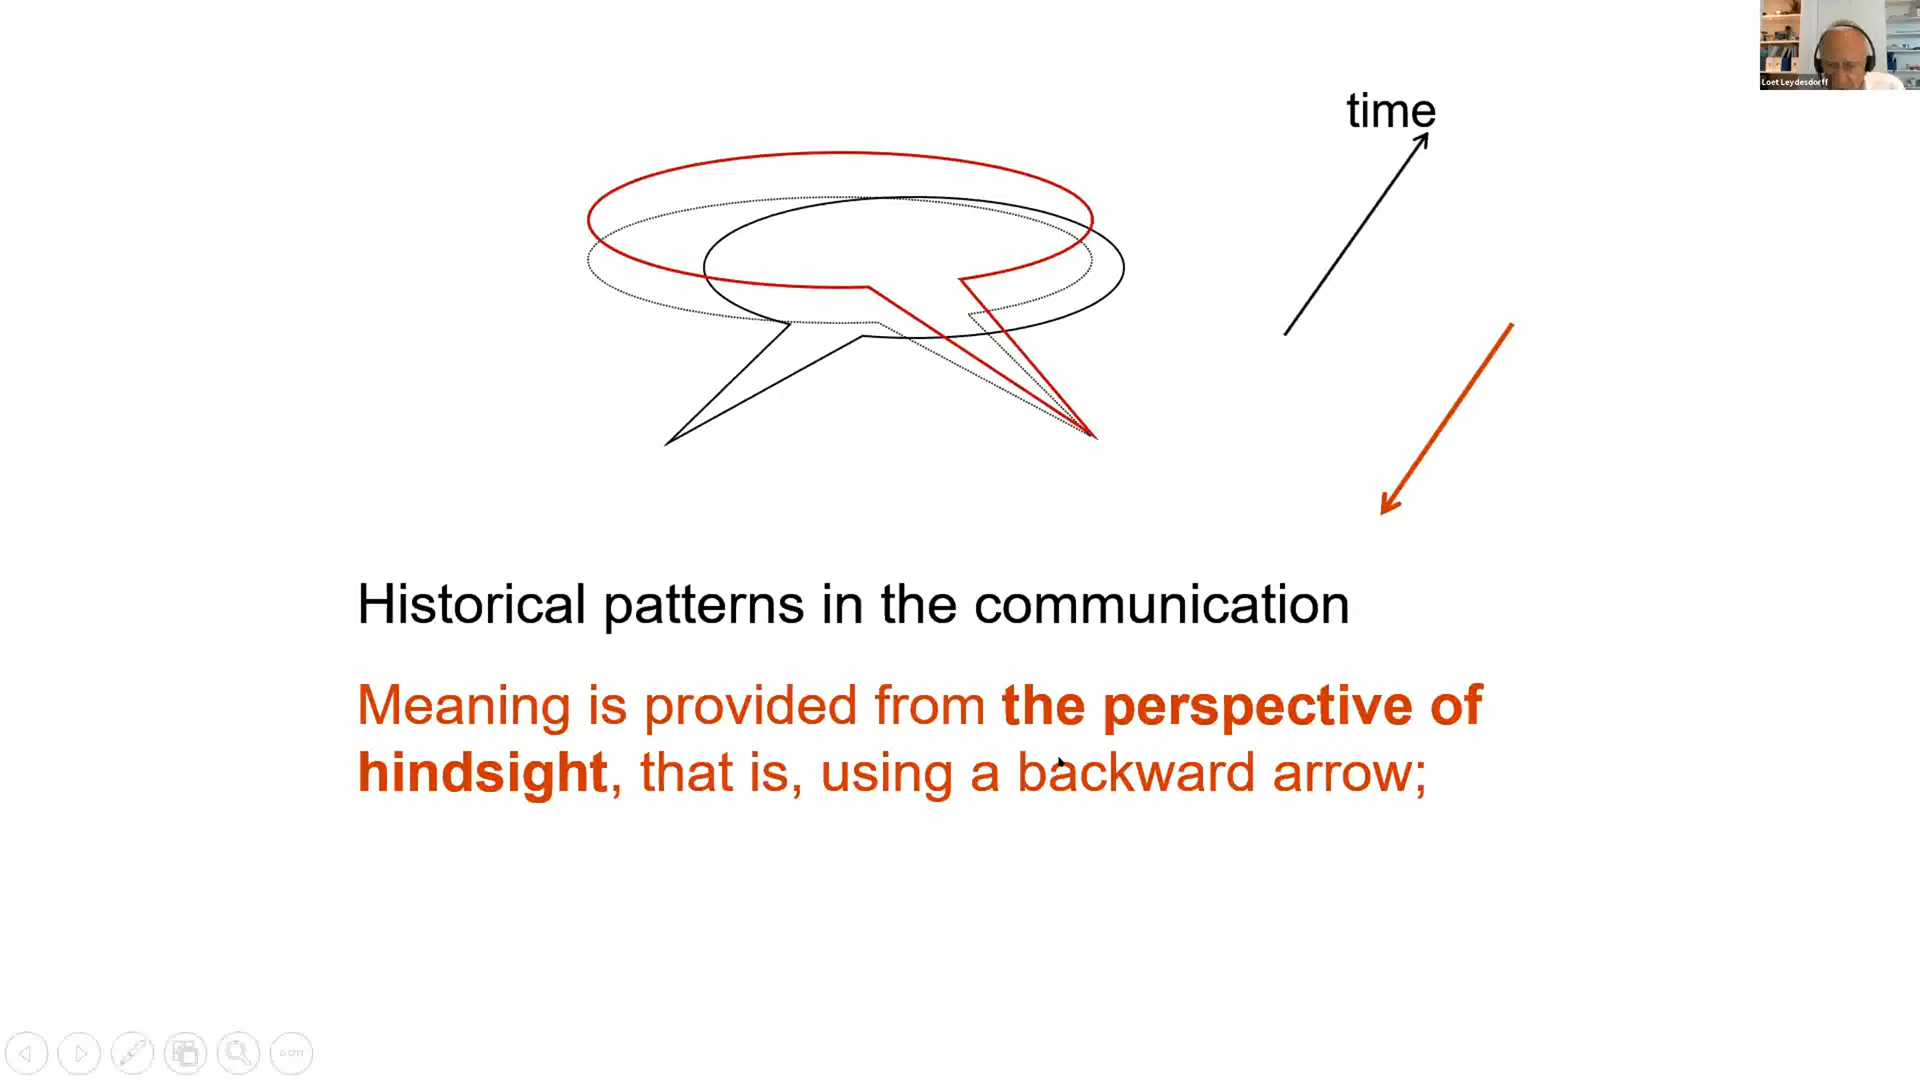 Loet Leydesdorff
time
Historical patterns in the communication
Meaning is provided from the perspective of
hindsight, that is, using a backward arrow;